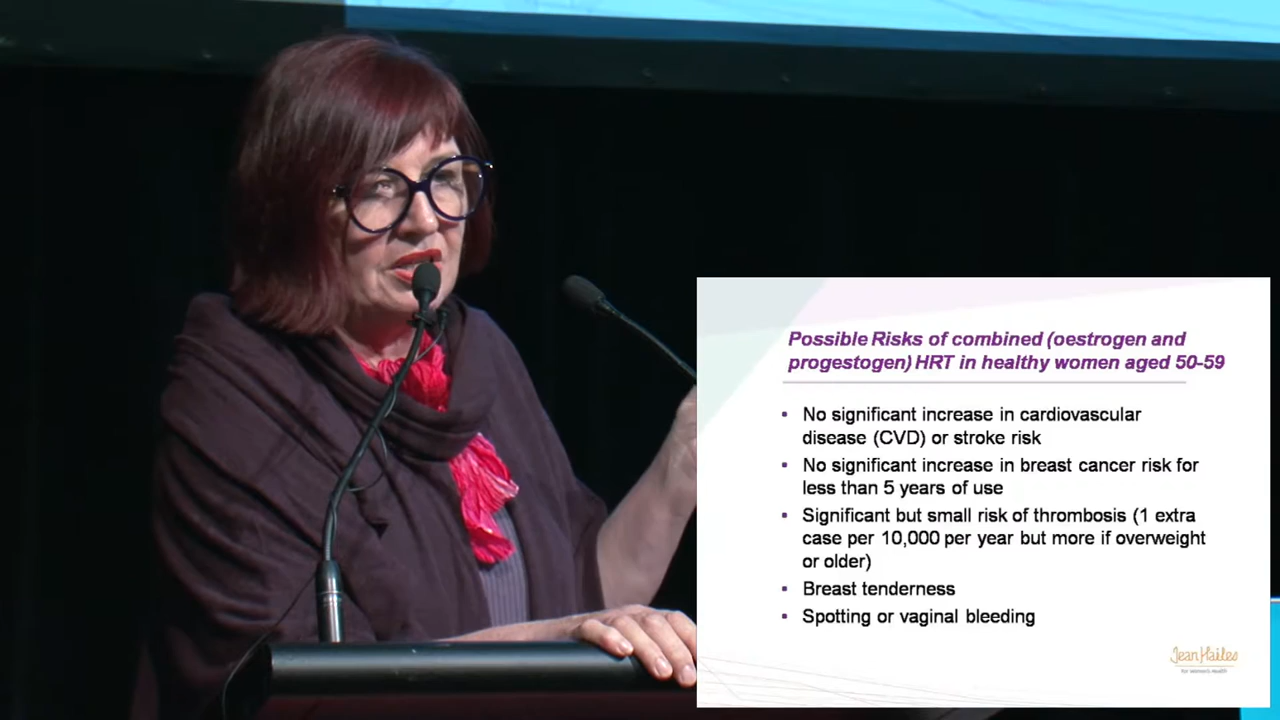 Possible Risks of combined (oestrogen and
progestogen) HRT in healthy women aged 50-59
• No significant increase in cardiovascular
disease (CVD) or stroke risk
• No significant increase in breast cancer risk for
less than 5 years of use
• Significant but small risk of thrombosis (1 extra
case per 10,000 per year but more if overweight
or older)
• Breast tenderness
• Spotting or vaginal bleeding
Jean Hailes
for Women's Health